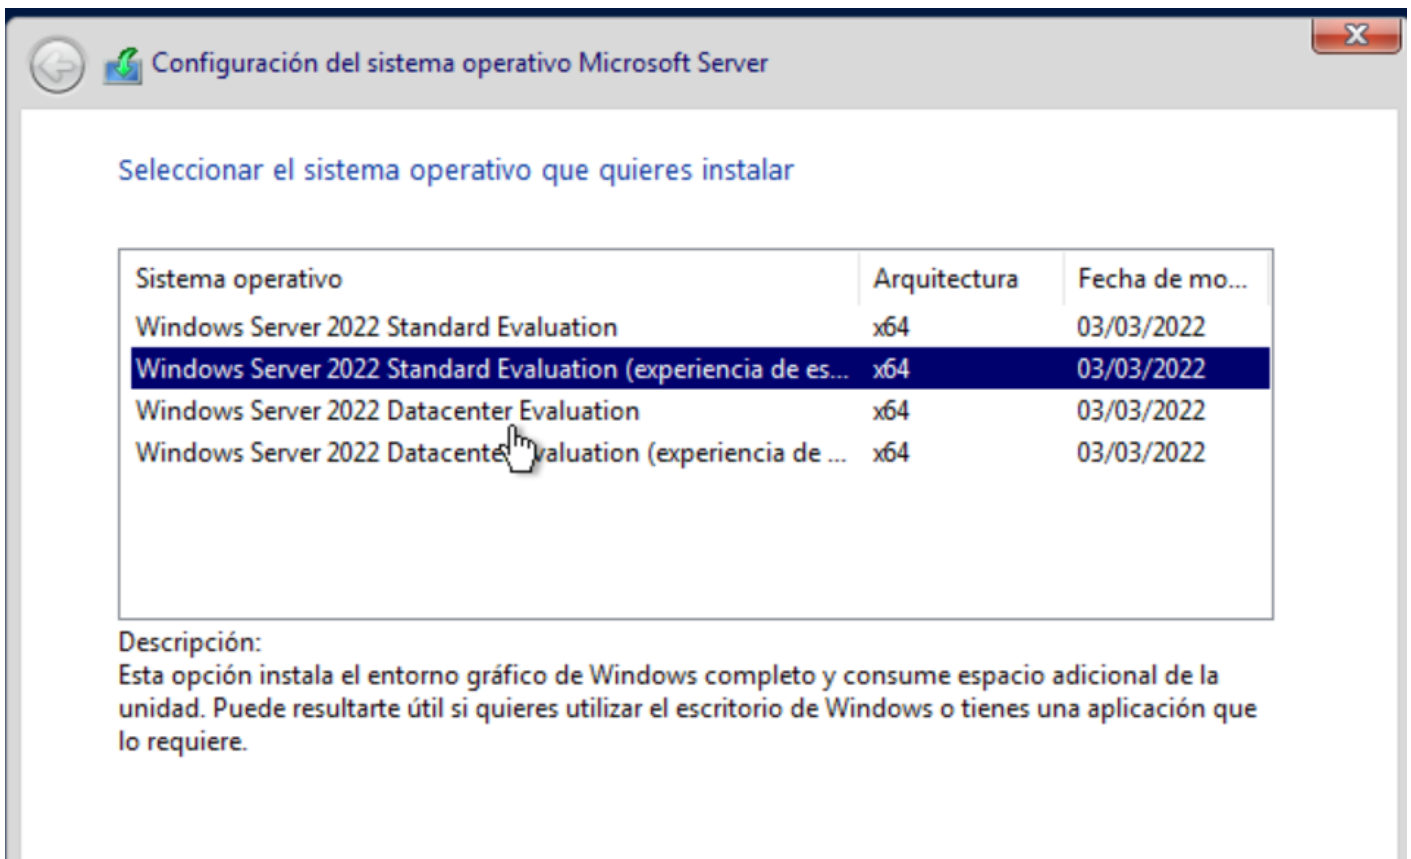 Configuración del sistema operativo Microsoft Server
Seleccionar el sistema operativo que quieres instalar
Sistema operativo Arquitectura Fecha de mo...
Windows Server 2022 Standard Evaluation x64 03/03/2022
Windows Server 2022 Standard Evaluation (experiencia de es... x64 03/03/2022
Windows Server 2022 Datacenter Evaluation x64 03/03/2022
Windows Server 2022 Datacenter Evaluation (experiencia de ... x64 03/03/2022
Descripción:
Esta opción instala el entorno gráfico de Windows completo y consume espacio adicional de la
unidad. Puede resultarte útil si quieres utilizar el escritorio de Windows o tienes una aplicación que
lo requiere.